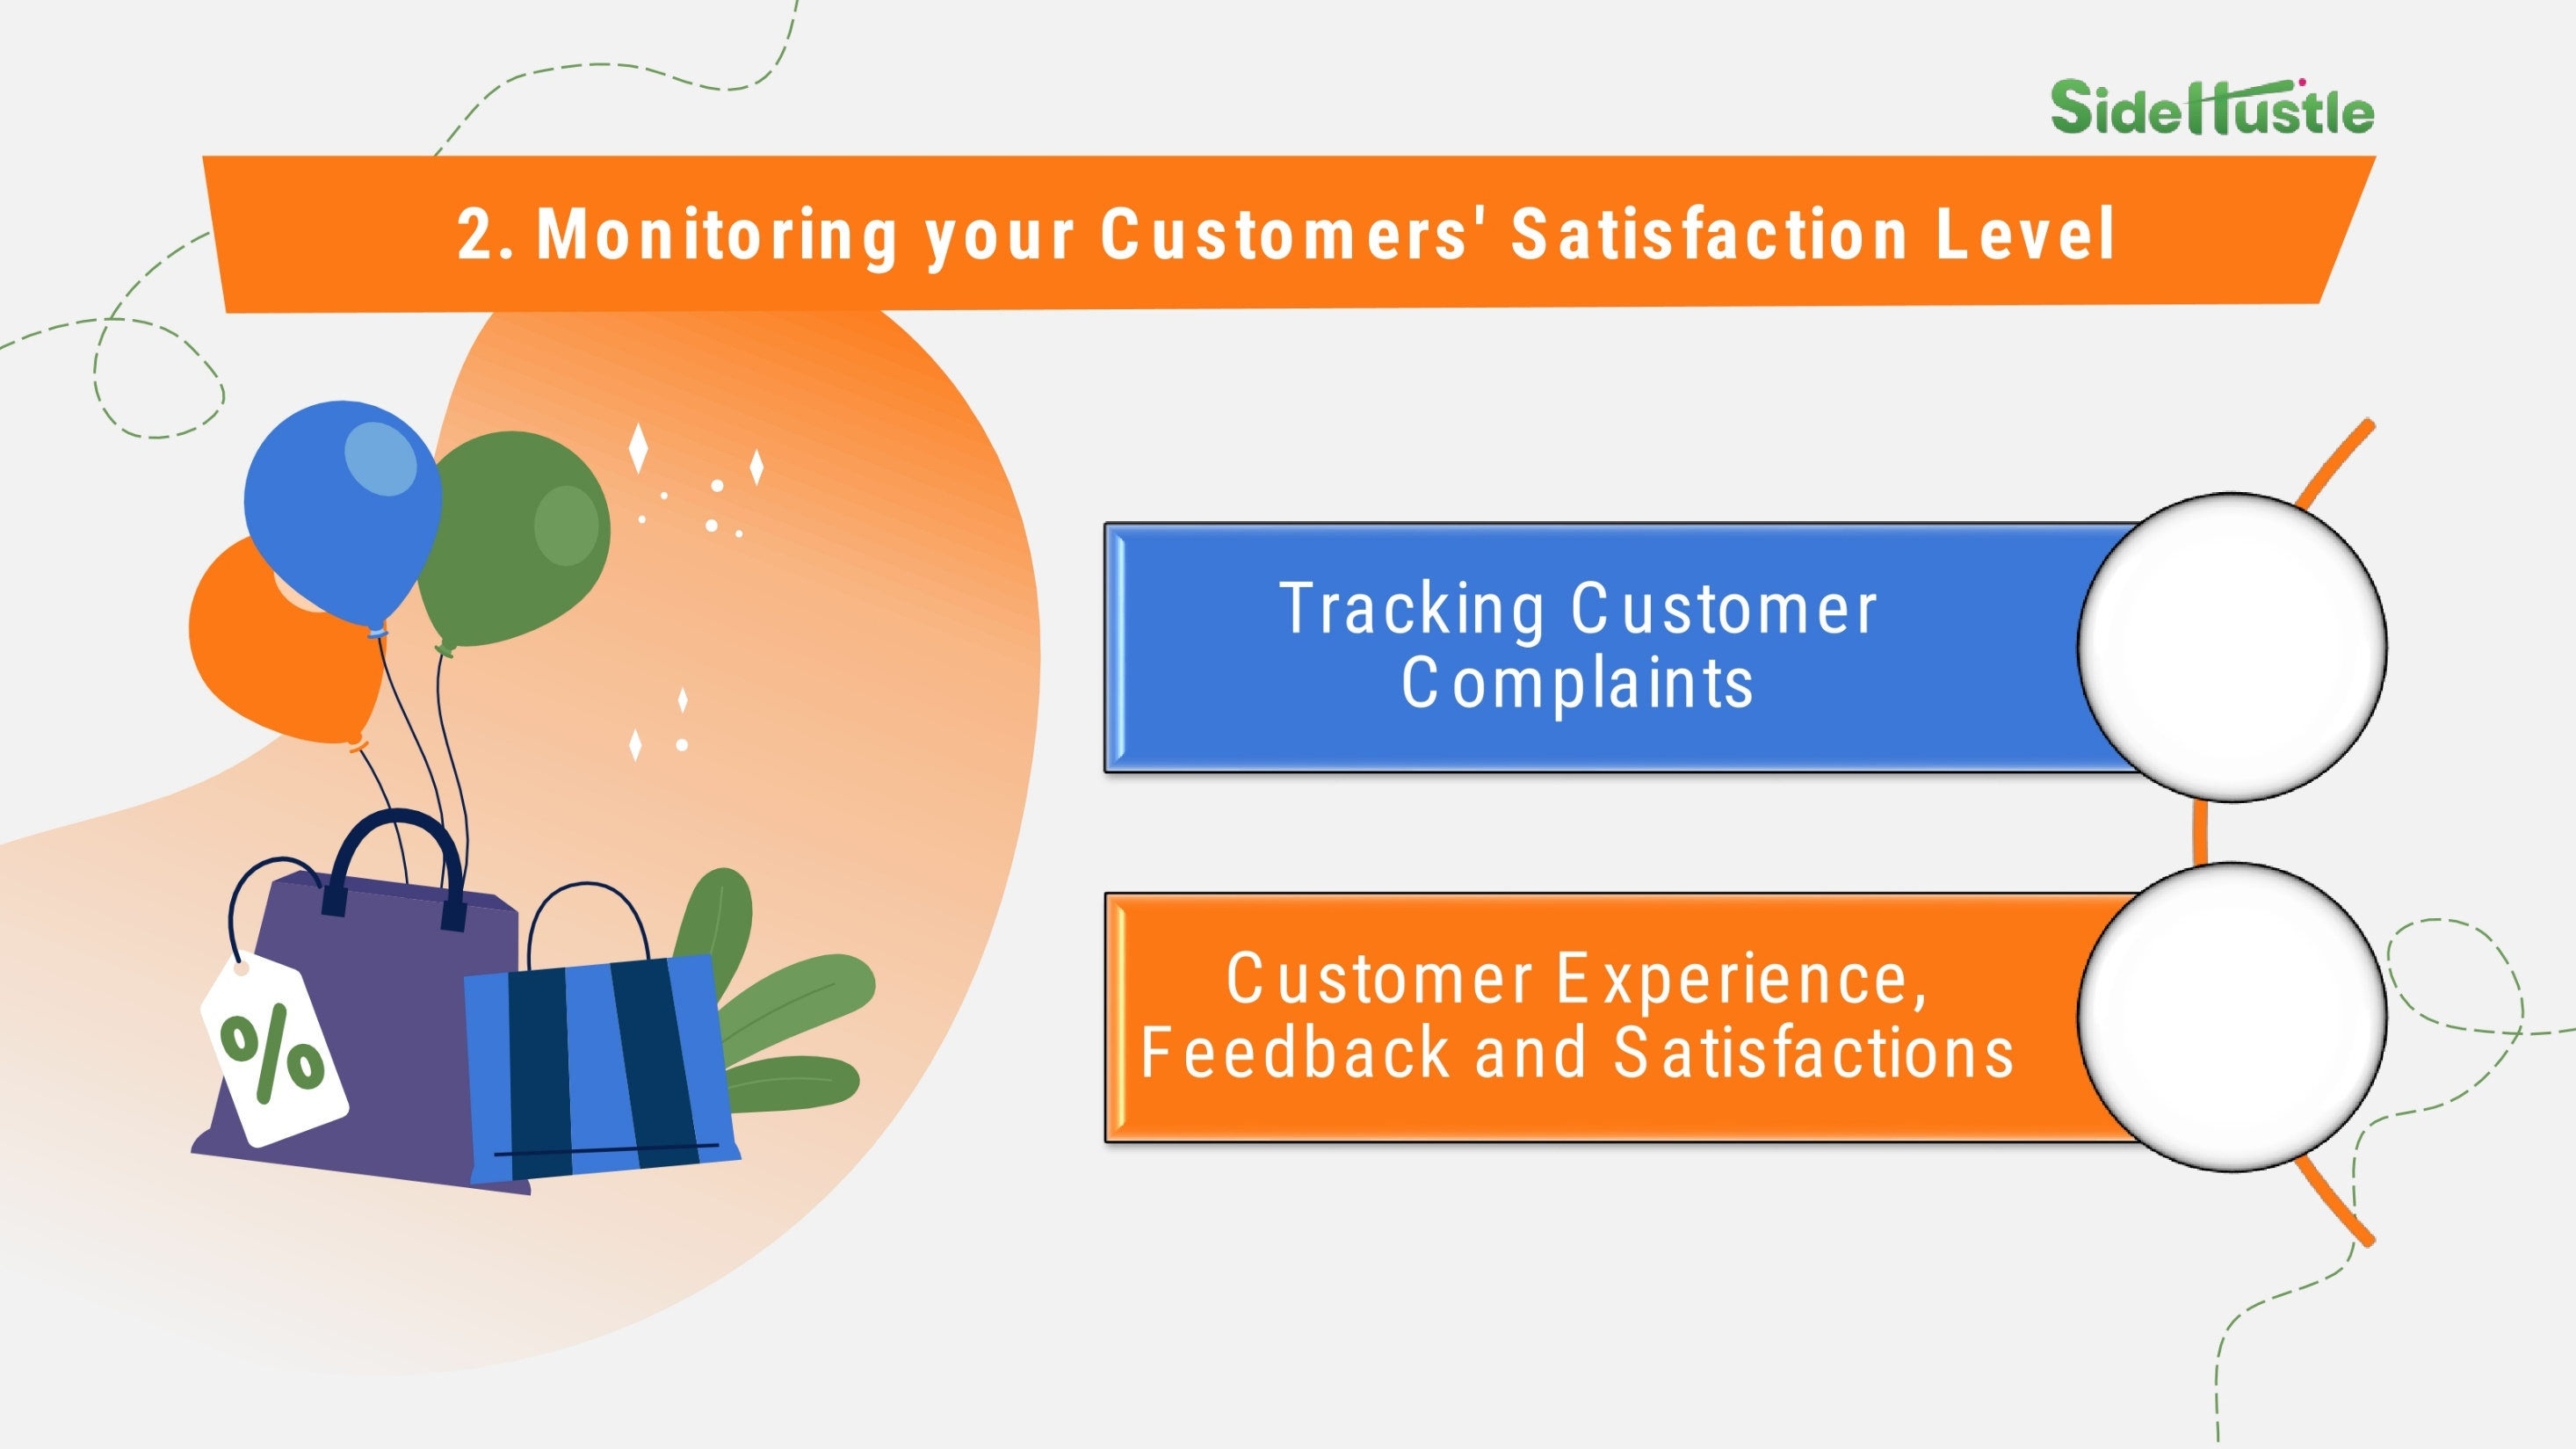 SideHustle
2. Monitoring your Customers' Satisfaction Level
Tracking Customer
Complaints
Customer Experience,
Feedback and Satisfactions
%